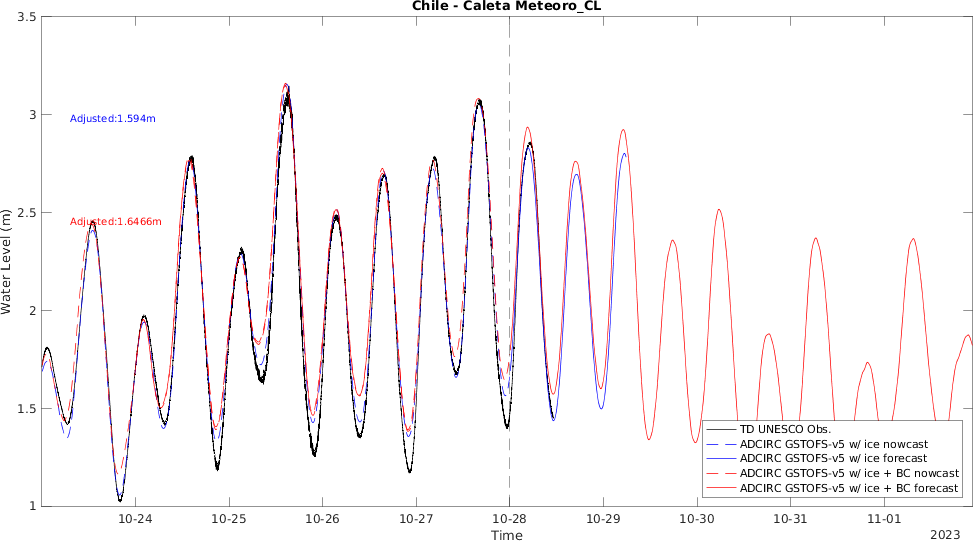 Chile - Caleta Meteoro_CL
3.5
3
2.5
2
1.5
1
Water Level (m)
Adjusted:1.594m
Adjusted:1.6466m
TD UNESCO Obs.
ADCIRC GSTOFS-v5 w/ ice nowcast
ADCIRC GSTOFS-v5 w/ ice forecast
ADCIRC GSTOFS-v5 w/ ice + BC nowcast
ADCIRC GSTOFS-v5 w/ ice + BC forecast
10-24 10-25 10-26 10-27 10-28 10-29 10-30 10-31 11-01
Time
2023